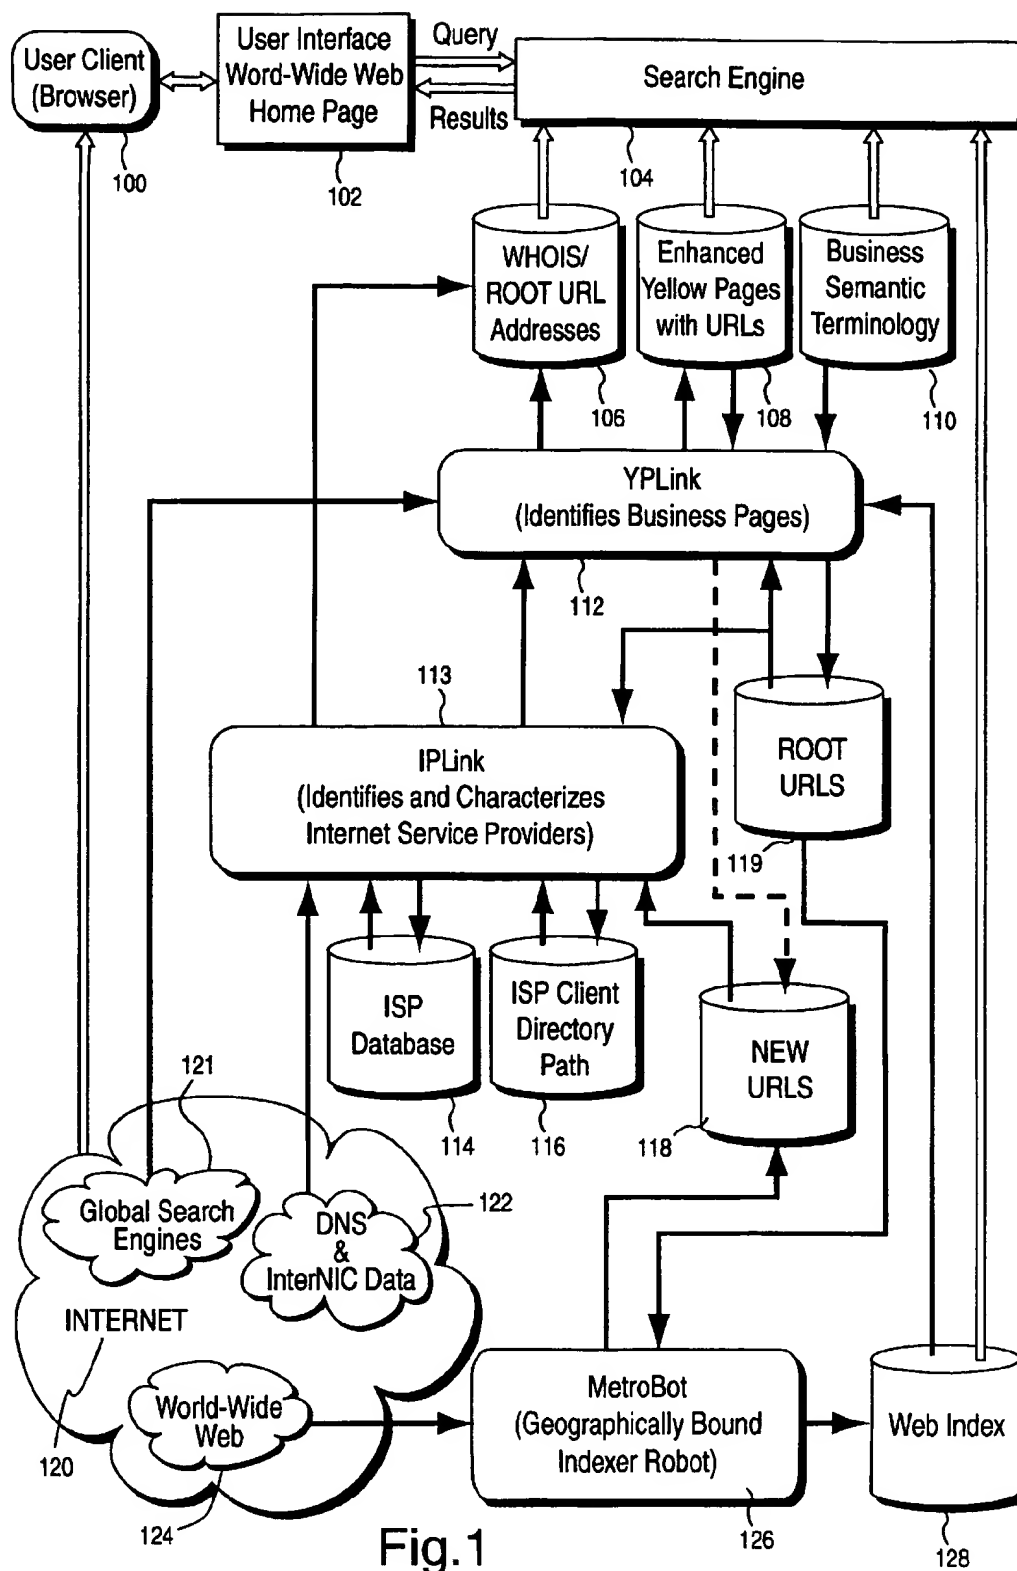 User Client
(Browser)
100
User Interface
Word-Wide Web
Home Page
102
Query
Results
Search Engine
104
WHOIS/
ROOT URL
Addresses
106
Enhanced
Yellow Pages
with URLs
108
Business
Semantic
Terminology
110
YPLink
(Identifies Business Pages)
112
113
IPLink
(Identifies and Characterizes
Internet Service Providers)
ROOT
URLS
119
ISP
Database
114
ISP Client
Directory
Path
116
NEW
URLS
118
121
Global Search
Engines
122
DNS
&
InterNIC Data
INTERNET
120
World-Wide
Web
124
MetroBot
(Geographically Bound
Indexer Robot)
126
Web Index
128
Fig.1